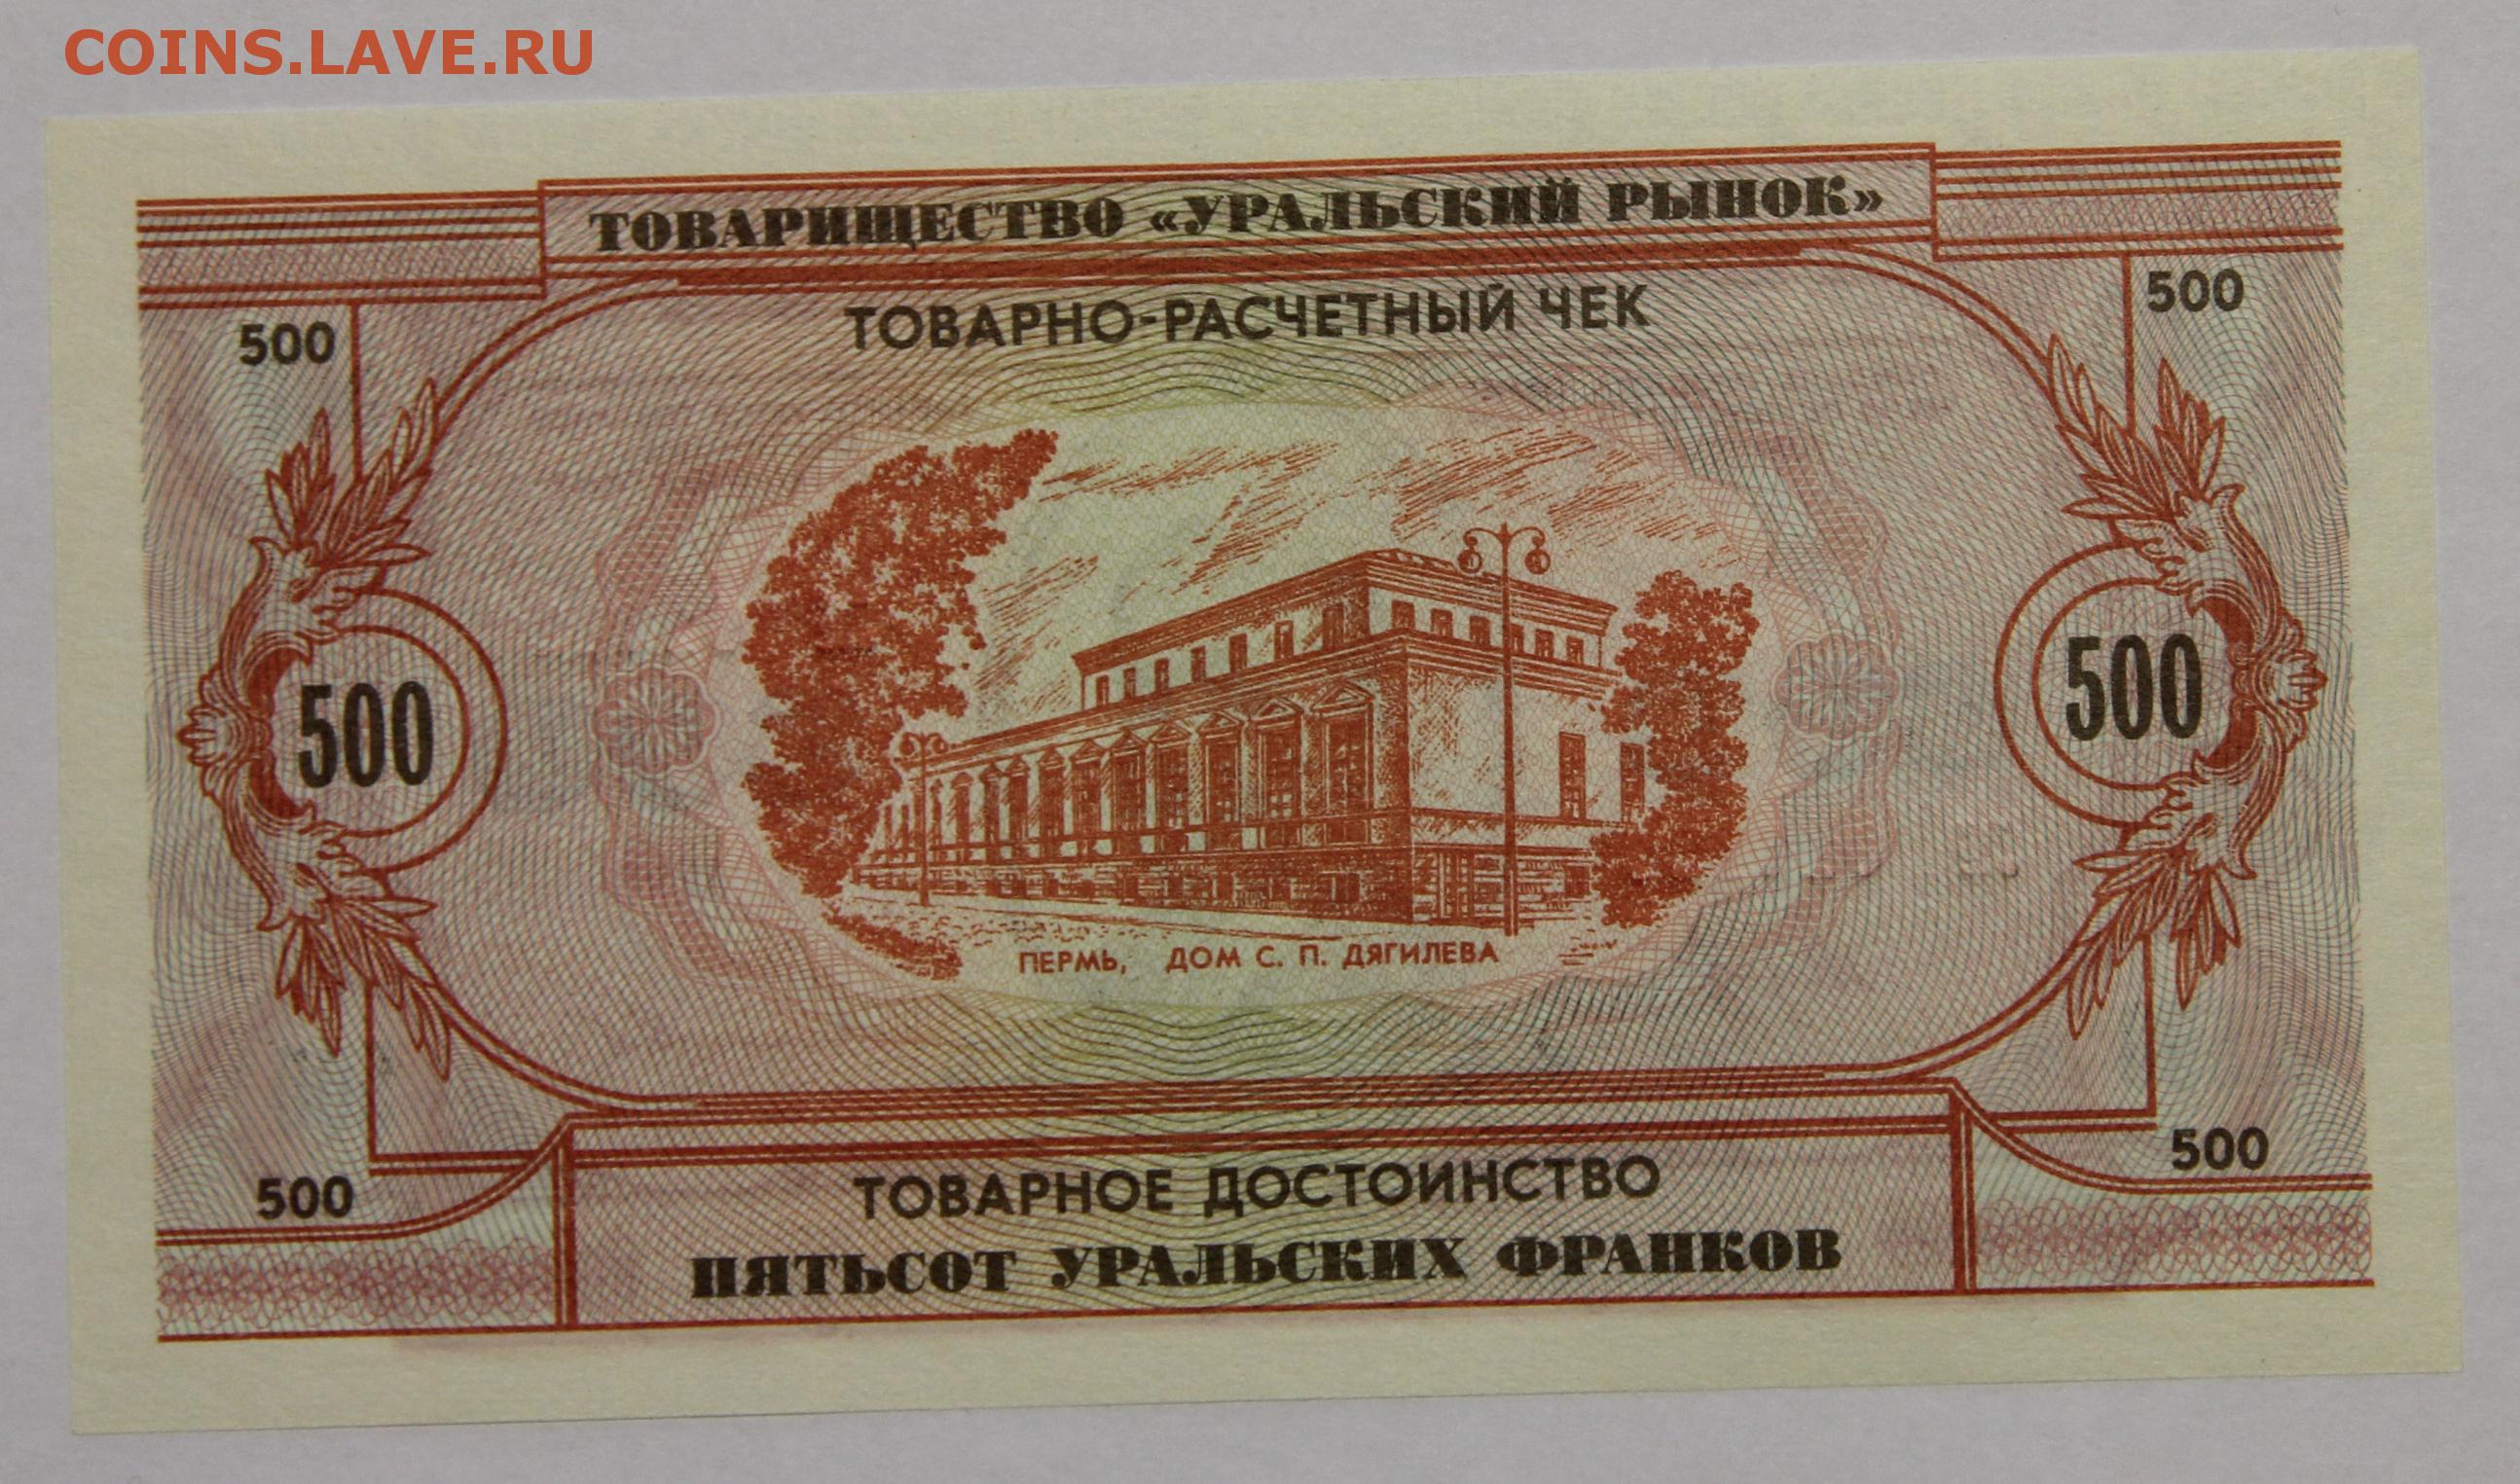 COINS.LAVE.RU
ТОВАРИЩЕСТВО «УРАЛЬСКИЙ РЫНОК»
ТОВАРНО-РАСЧЕТНЫЙ ЧЕК
500
500
500
500
ПЕРМЬ, ДОМ С. П. ДЯГИЛЕВА
500
500
ТОВАРНОЕ ДОСТОИНСТВО
ПЯТЬСОТ УРАЛЬСКИХ ФРАНКОВ